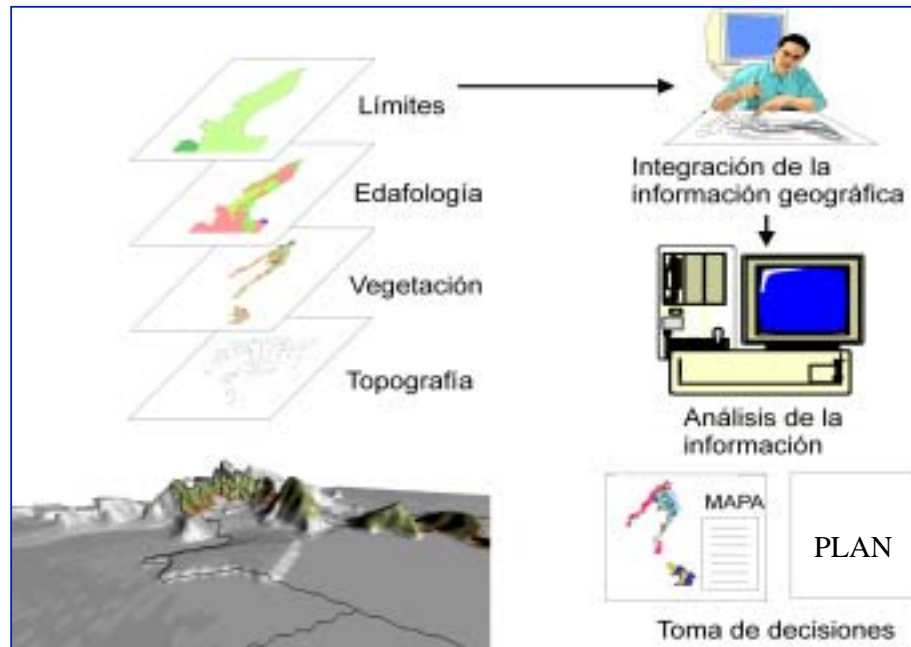 Límites
Edafología
Vegetación
Topografía
Integración de la
información geográfica
Análisis de la
información
MAPA
PLAN
Toma de decisiones